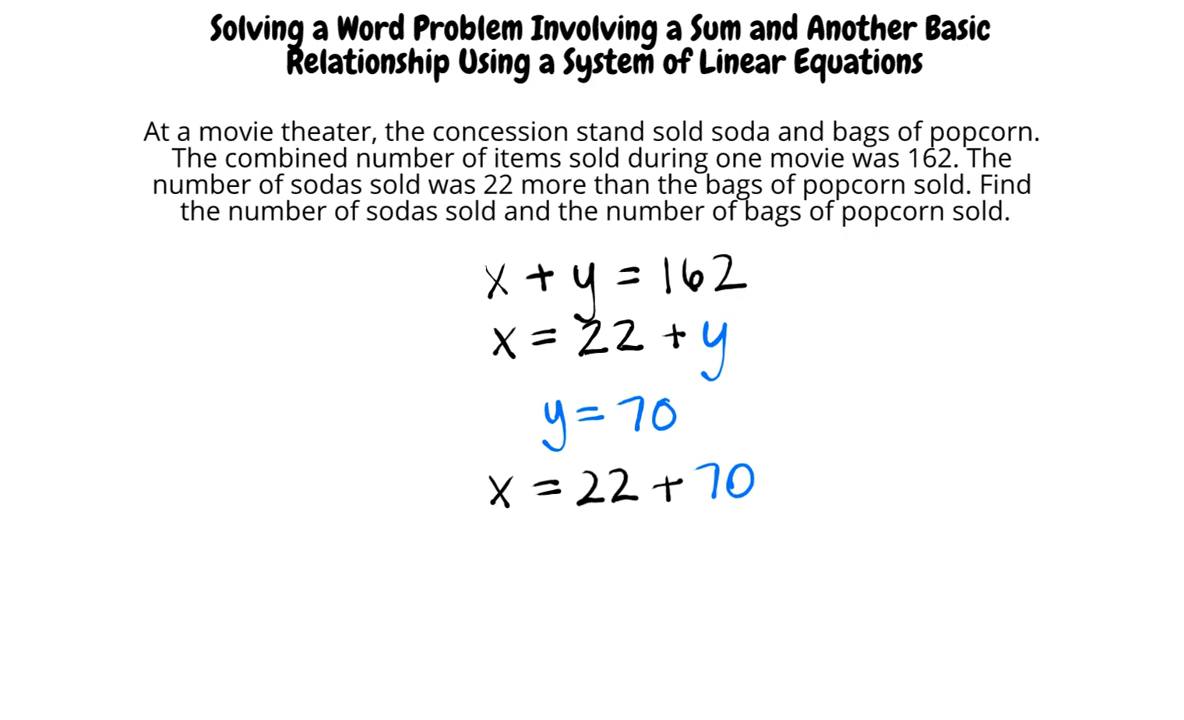 Solving a Word Problem Involving a Sum and Another Basic
Relationship Using a System of Linear Equations
At a movie theater, the concession stand sold soda and bags of popcorn.
The combined number of items sold during one movie was 162. The
number of sodas sold was 22 more than the bags of popcorn sold. Find
the number of sodas sold and the number of bags of popcorn sold.
x + y = 162
x = 22 + y
y = 70
x = 22 + 70